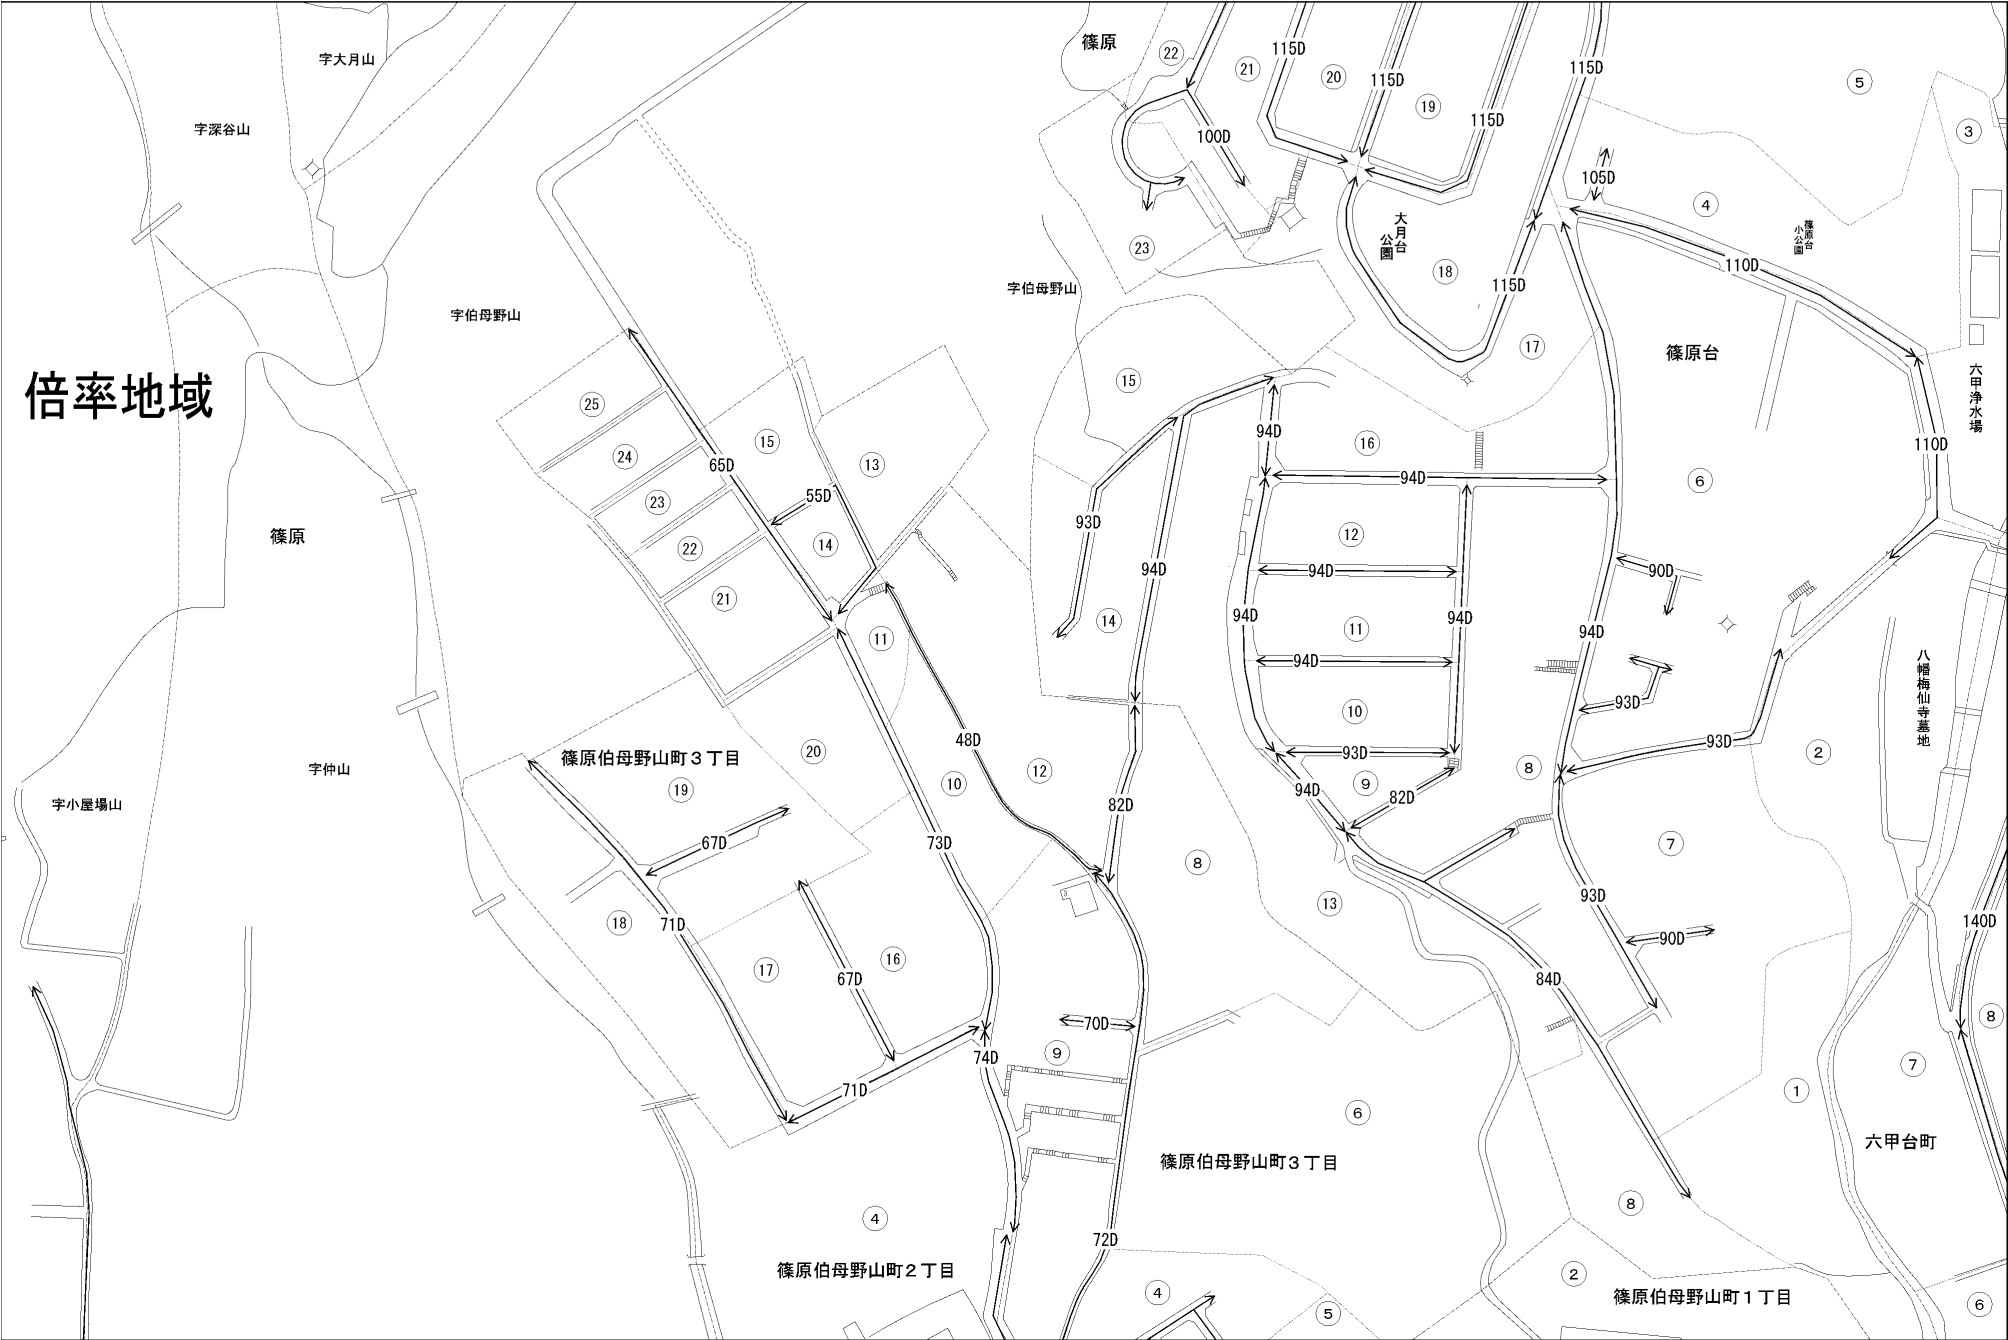 篠原
字大月山
字深谷山
字伯母野山
倍率地域
篠原
字仲山
字小屋場山
字伯母野山
大月台
公園
篠原台
小公園
篠原台
六甲浄水場
八幡梅仙寺墓地
篠原伯母野山町3丁目
篠原伯母野山町3丁目
篠原伯母野山町2丁目
篠原伯母野山町1丁目
六甲台町
115D
115D
115D
115D
22
21
20
19
5
3
100D
105D
4
23
18
115D
110D
17
110D
15
16
6
94D
94D
93D
94D
12
94D
90D
94D
11
94D
94D
94D
14
94D
10
93D
93D
93D
2
94D
9
82D
8
82D
25
24
23
22
21
15
13
65D
55D
14
11
48D
12
20
10
19
67D
73D
18
71D
17
67D
16
71D
74D
70D
9
8
13
7
93D
90D
84D
140D
8
7
1
6
8
4
72D
4
5
2
6